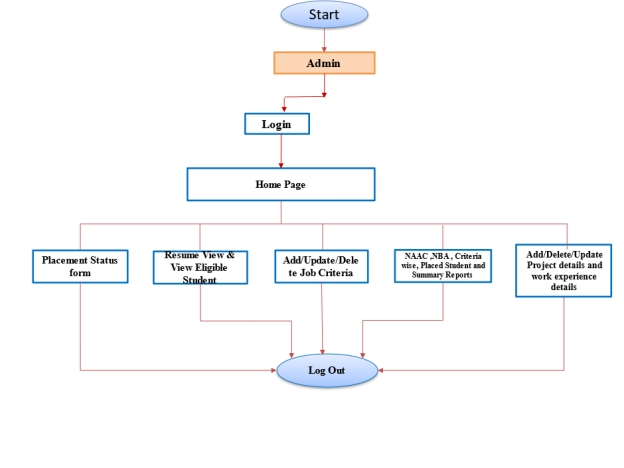 Start
Admin
Login
Home Page
Placement Status
form
Resume View &
View Eligible
Student
Add/Update/Dele
te Job Criteria
NAAC ,NBA , Criteria
wise, Placed Student and
Summary Reports
Add/Delete/Update
Project details and
work experience
details
Log Out